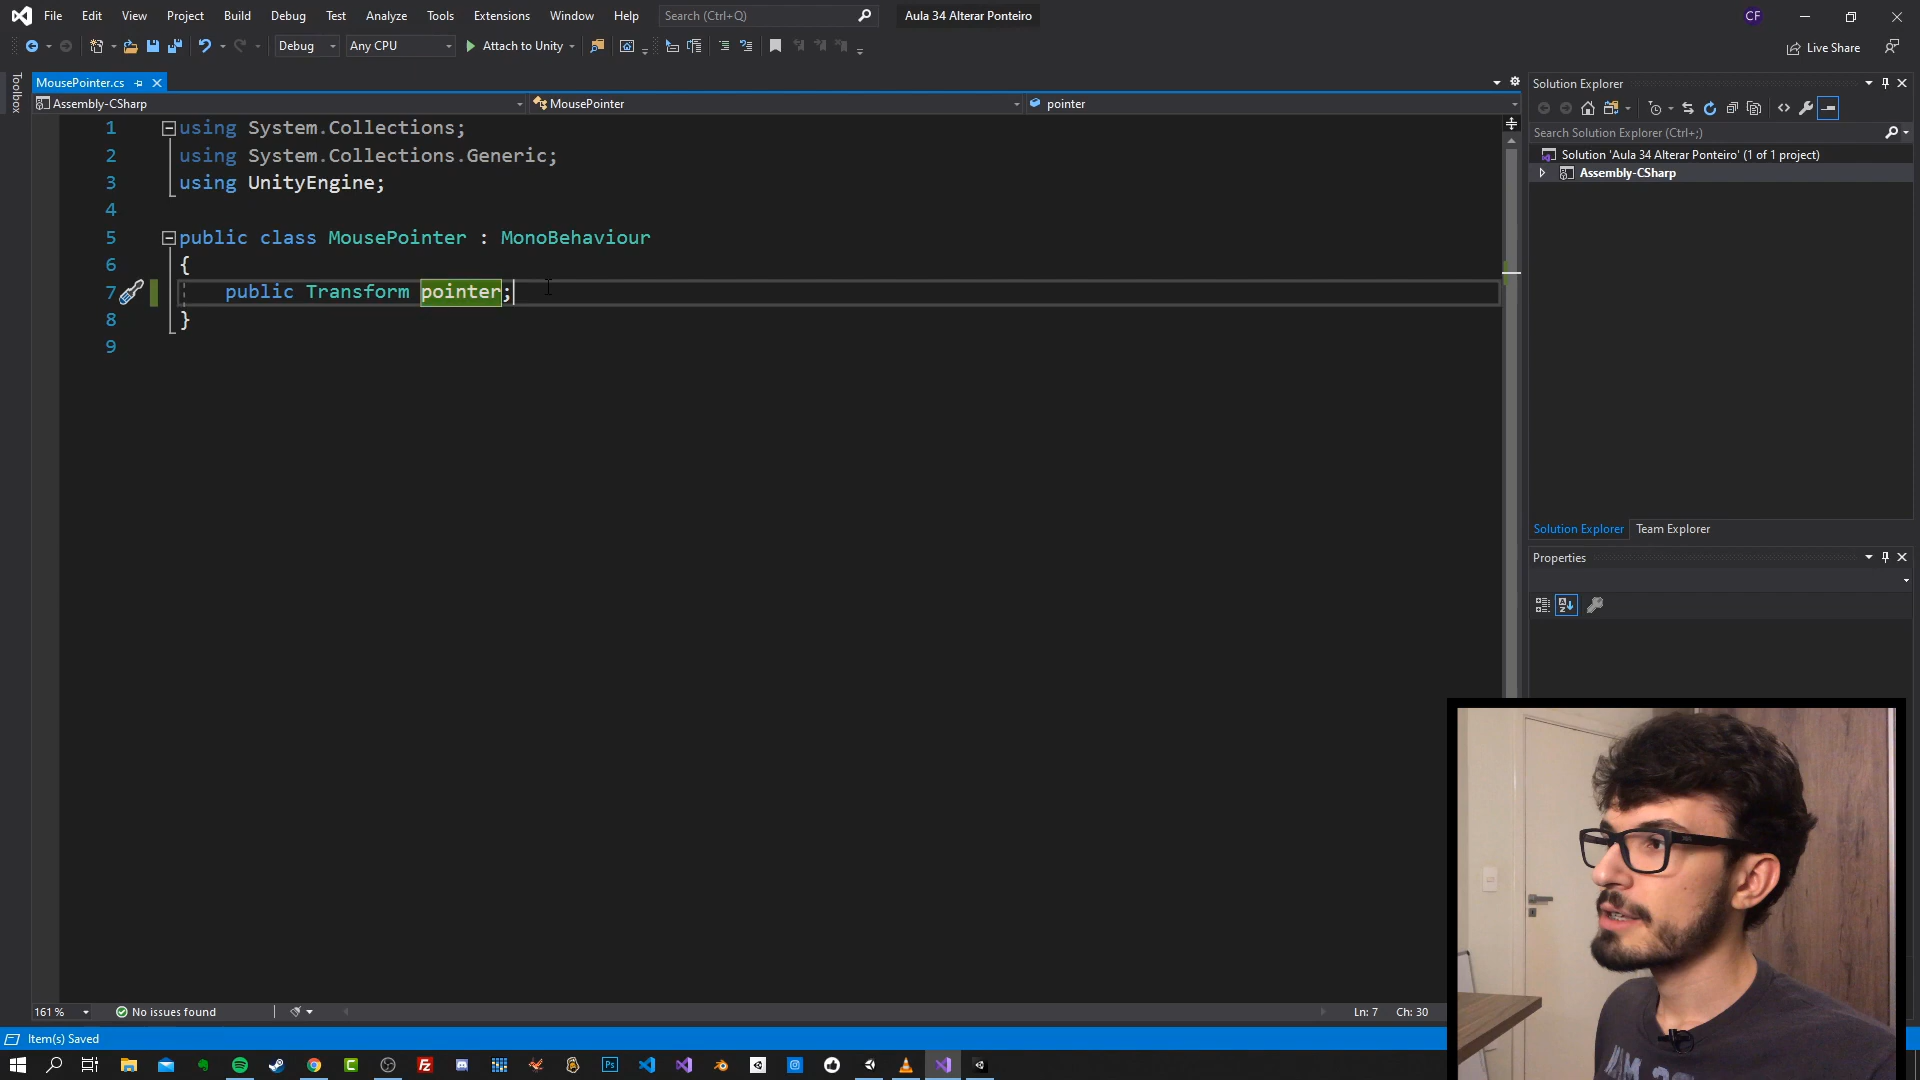 File Edit View Project Build Debug Test Analyze Tools Extensions Window Help Search (Ctrl+Q) Aula 34 Alterar Ponteiro CF
Debug Any CPU Attach to Unity Live Share
Toolbox
MousePointer.cs
Assembly-CSharp MousePointer pointer
1 using System.Collections;
2 using System.Collections.Generic;
3 using UnityEngine;
4
5 public class MousePointer : MonoBehaviour
6 {
7 public Transform pointer;
8 }
9
Solution Explorer
Search Solution Explorer (Ctrl+;)
Solution 'Aula 34 Alterar Ponteiro' (1 of 1 project)
Assembly-CSharp
Solution Explorer Team Explorer
Properties
161 % No issues found Ln: 7 Ch: 30
Item(s) Saved